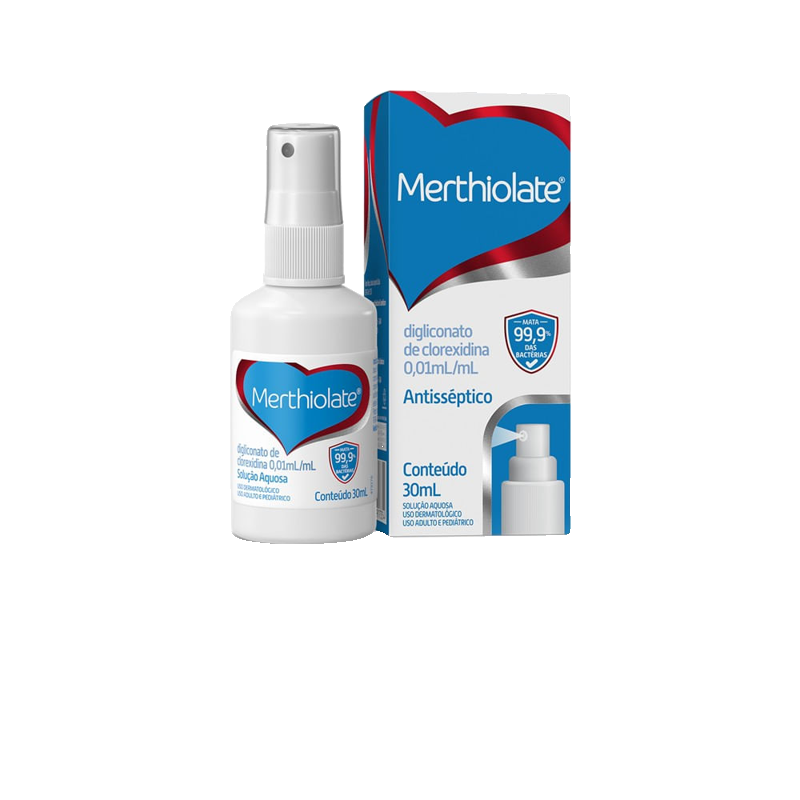 Merthiolate®
digliconato de
clorexidina 0,01mL/mL
Solução Aquosa
USO DERMATOLÓGICO
USO ADULTO E PEDIÁTRICO
99,9%
DAS
BACTÉRIAS
Conteúdo 30mL
Merthiolate®
digliconato
de clorexidina
0,01mL/mL
MATA
99,9%
DAS
BACTÉRIAS
Antisséptico
Conteúdo
30mL
SOLUÇÃO AQUOSA
USO DERMATOLÓGICO
USO ADULTO E PEDIÁTRICO